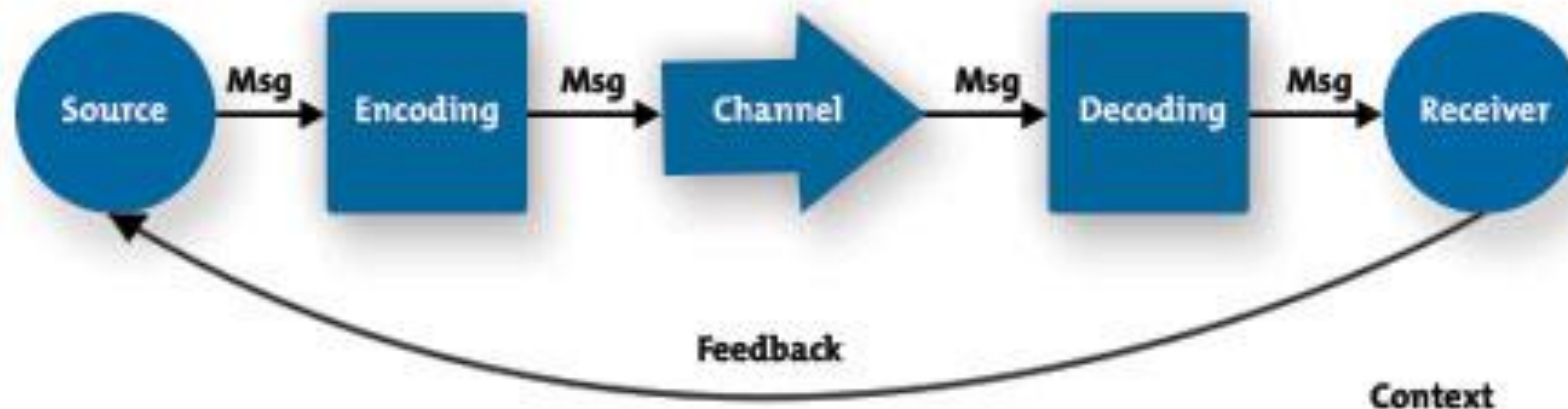 Msg
Msg
Msg
Msg
Source
Encoding
Channel
Decoding
Receiver
Feedback
Context